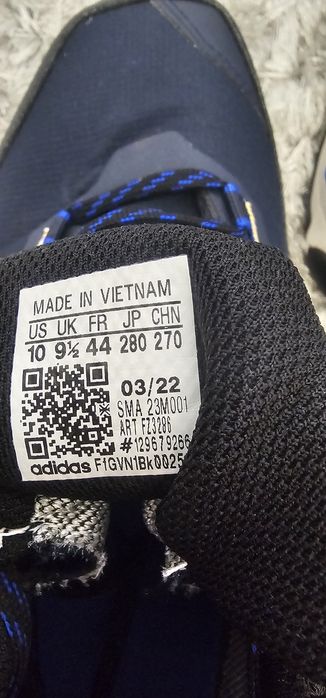 MADE IN VIETNAM
US UK FR JP CHN
10 9½ 44 280 270
03/22
SMA 23M001
ART FZ3286
#129679266
adidas F1GVN1Bk0025